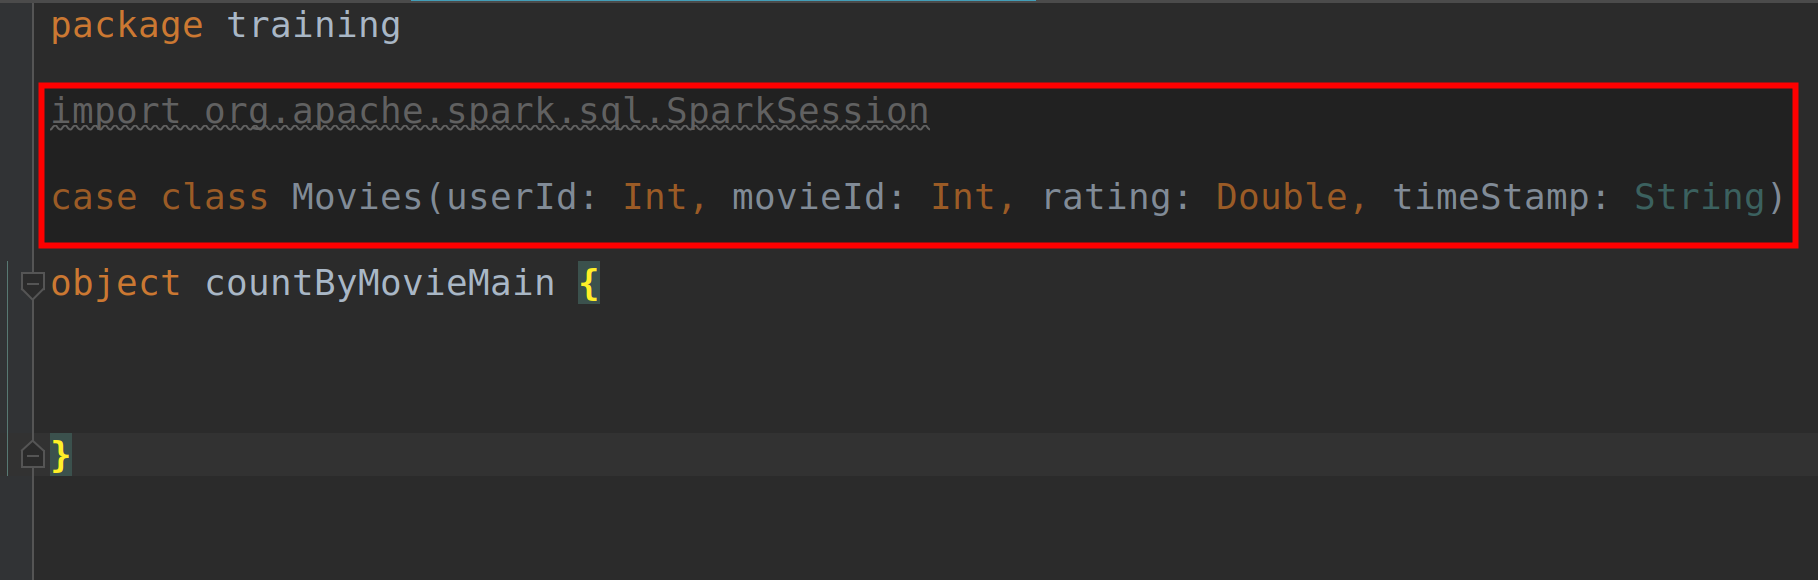 package training
import org.apache.spark.sql.SparkSession
case class Movies(userId: Int, movieId: Int, rating: Double, timeStamp: String)
object countByMovieMain {
}